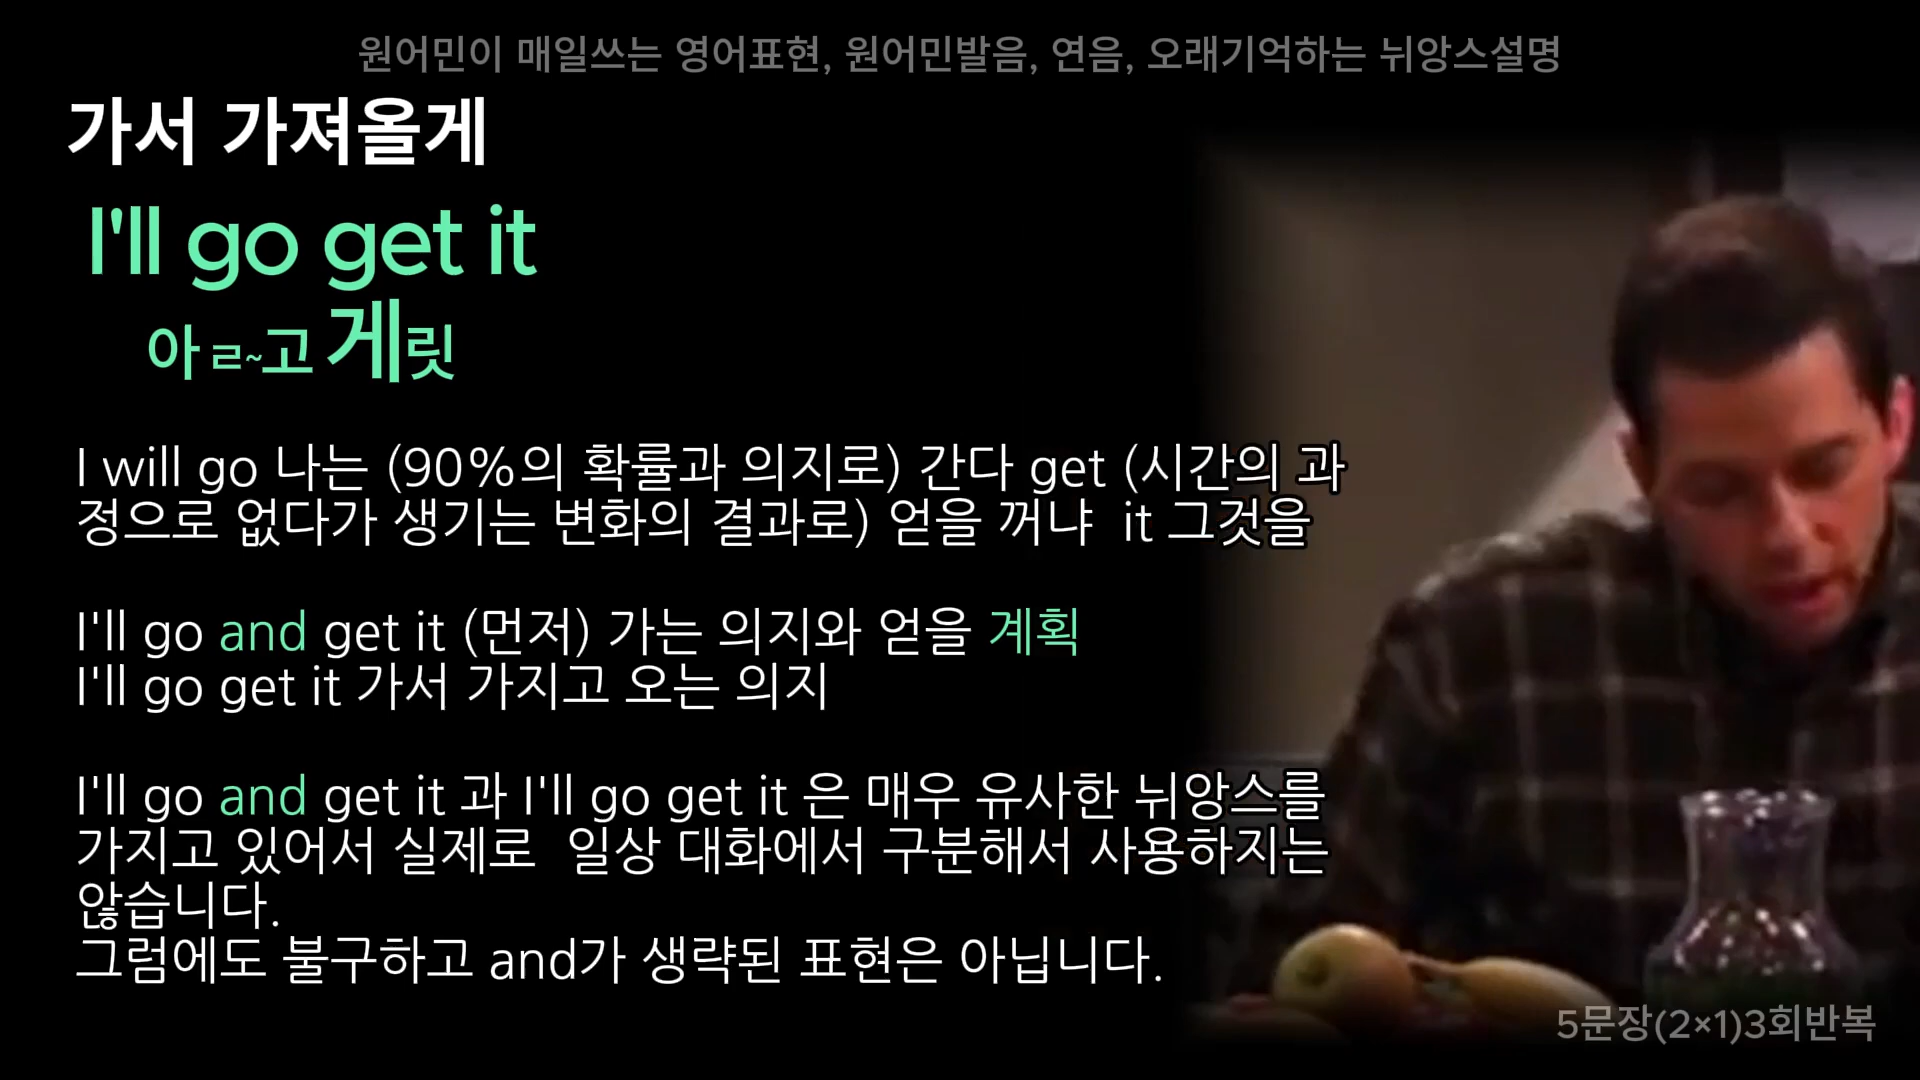 원어민이 매일쓰는 영어표현, 원어민발음, 연음, 오래기억하는 뉘앙스설명
가서 가져올게
I'll go get it
아 ㄹ~고 게릿
I will go 나는 (90%의 확률과 의지로) 간다 get (시간의 과
정으로 없다가 생기는 변화의 결과로) 얻을 꺼냐 it 그것을
I'll go and get it (먼저) 가는 의지와 얻을 계획
I'll go get it 가서 가지고 오는 의지
I'll go and get it 과 I'll go get it 은 매우 유사한 뉘앙스를
가지고 있어서 실제로 일상 대화에서 구분해서 사용하지는
않습니다.
그럼에도 불구하고 and가 생략된 표현은 아닙니다.
5문장(2×1)3회반복